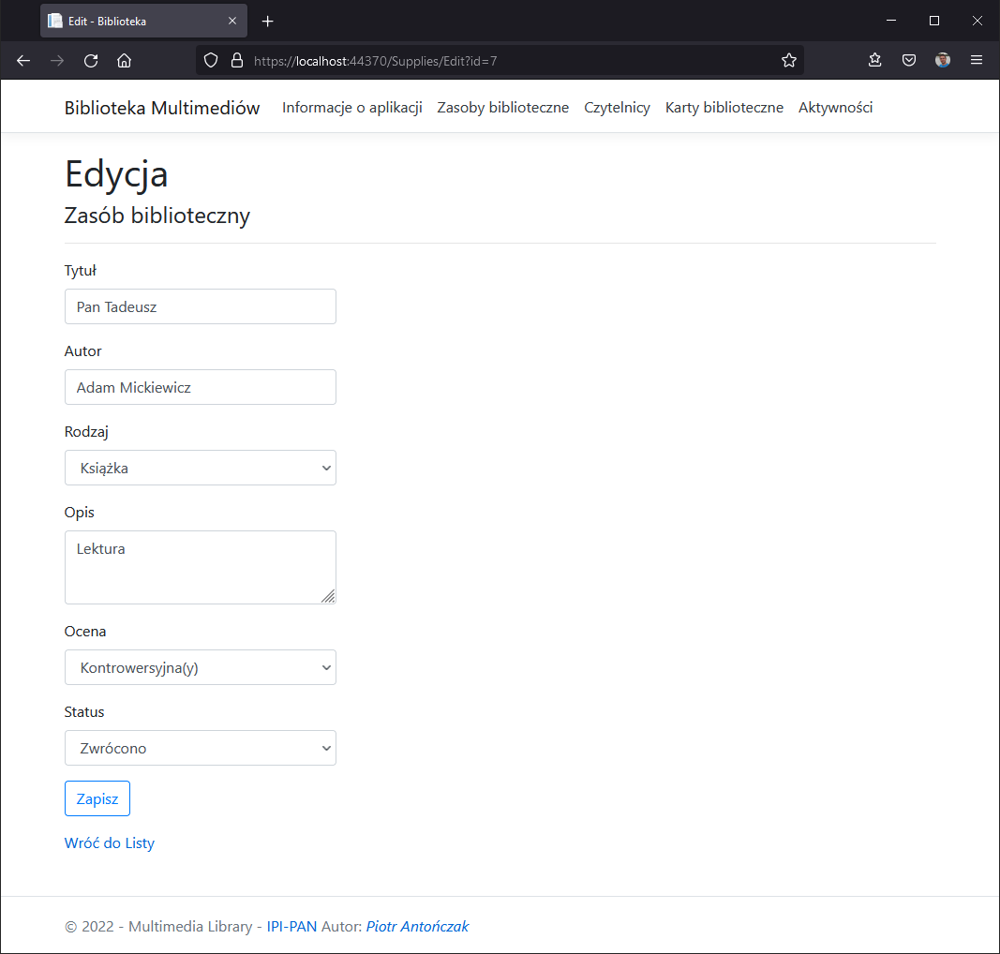 Edit - Biblioteka
https://localhost:44370/Supplies/Edit?id=7
Biblioteka Multimediów Informacje o aplikacji Zasoby biblioteczne Czytelnicy Karty biblioteczne Aktywności
Edycja
Zasób biblioteczny
Tytuł
Pan Tadeusz
Autor
Adam Mickiewicz
Rodzaj
Książka
Opis
Lektura
Ocena
Kontrowersyjna(y)
Status
Zwrócono
Zapisz
Wróć do Listy
© 2022 - Multimedia Library - IPI-PAN Autor: Piotr Antończak